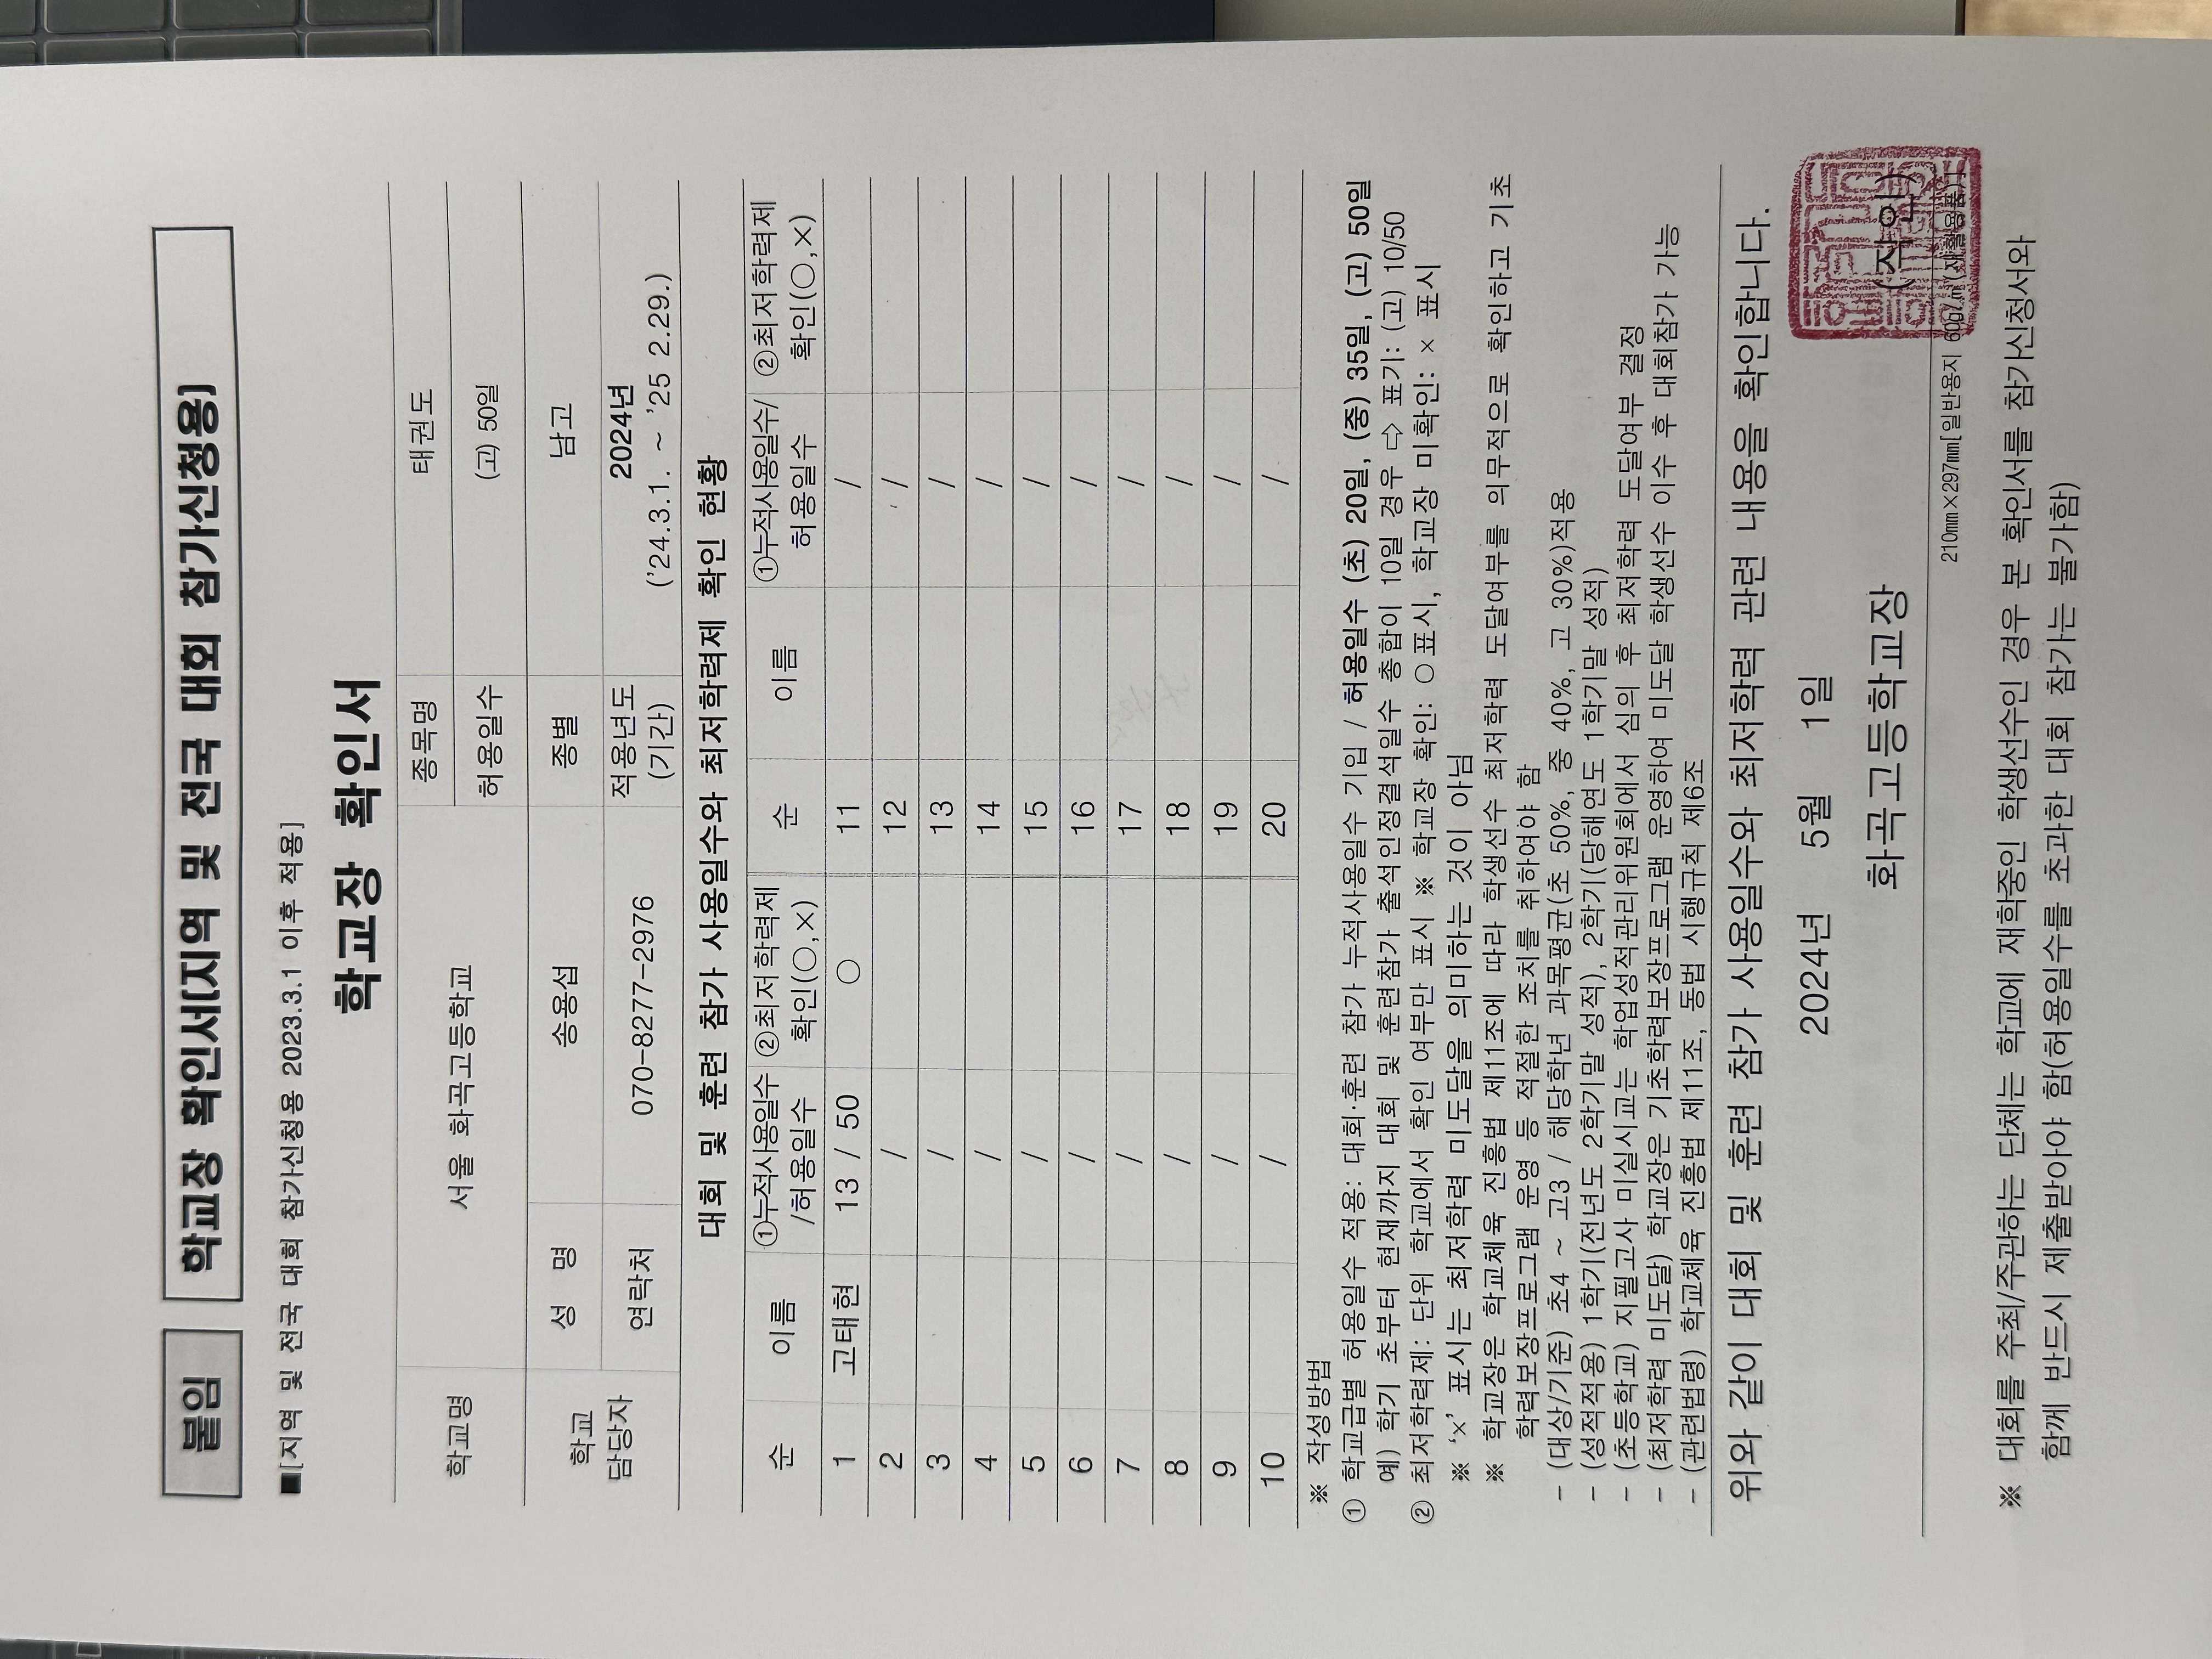 붙임
학교장 확인서[지역 및 전국 대회 참가신청용]
■[지역 및 전국 대회 참가신청용 2023.3.1 이후 적용]
학교장 확인서
학교명 서울 화곡고등학교 종목명 태권도
허용일수 (고) 50일
학교 담당자 성 명 송용섭 종별 남고
연락처 070-8277-2976 적용년도 (기간) 2024년 ('24.3.1. ~ '25 2.29.)
대회 및 훈련 참가 사용일수와 최저학력제 확인 현황
순 이름 ①누적사용일수 /허용일수 ②최저학력제 확인(○,×) 순 이름 ①누적사용일수/ 허용일수 ②최저학력제 확인(○,×)
1 고태현 13 / 50 ○ 11 /
2 / 12 /
3 / 13 /
4 / 14 /
5 / 15 /
6 / 16 /
7 / 17 /
8 / 18 /
9 / 19 /
10 / 20 /
※ 작성방법
① 학교급별 허용일수 적용: 대회·훈련 참가 누적사용일수 기입 / 허용일수 (초) 20일, (중) 35일, (고) 50일
예) 학기 초부터 현재까지 대회 및 훈련참가 출석인정결석일수 총합이 10일 경우 ⇨ 표기: (고) 10/50
② 최저학력제: 단위 학교에서 확인 여부만 표시 ※ 학교장 확인: ○표시, 학교장 미확인: × 표시
※ '×' 표시는 최저학력 미도달을 의미하는 것이 아님
※ 학교장은 학교체육 진흥법 제11조에 따라 학생선수 최저학력 도달여부를 의무적으로 확인하고 기초
학력보장프로그램 운영 등 적절한 조치를 취하여야 함
- (대상/기준) 초4 ~ 고3 / 해당학년 과목평균(초 50%, 중 40%, 고 30%)적용
- (성적적용) 1학기(전년도 2학기말 성적), 2학기(당해연도 1학기말 성적)
- (초등학교) 지필고사 미실시교는 학업성적관리위원회에서 심의 후 최저학력 도달여부 결정
- (최저학력 미도달) 학교장은 기초학력보장프로그램 운영하여 미도달 학생선수 이수 후 대회참가 가능
- (관련법령) 학교체육 진흥법 제11조, 동법 시행규칙 제6조
위와 같이 대회 및 훈련 참가 사용일수와 최저학력 관련 내용을 확인합니다.
2024년 5월 1일
화곡고등학교장 (직인)
210mm×297mm[일반용지 60g/㎡(재활용품)]
※ 대회를 주최/주관하는 단체는 학교에 재학중인 학생선수인 경우 본 확인서를 참가신청서와
함께 반드시 제출받아야 함(허용일수를 초과한 대회 참가는 불가함)